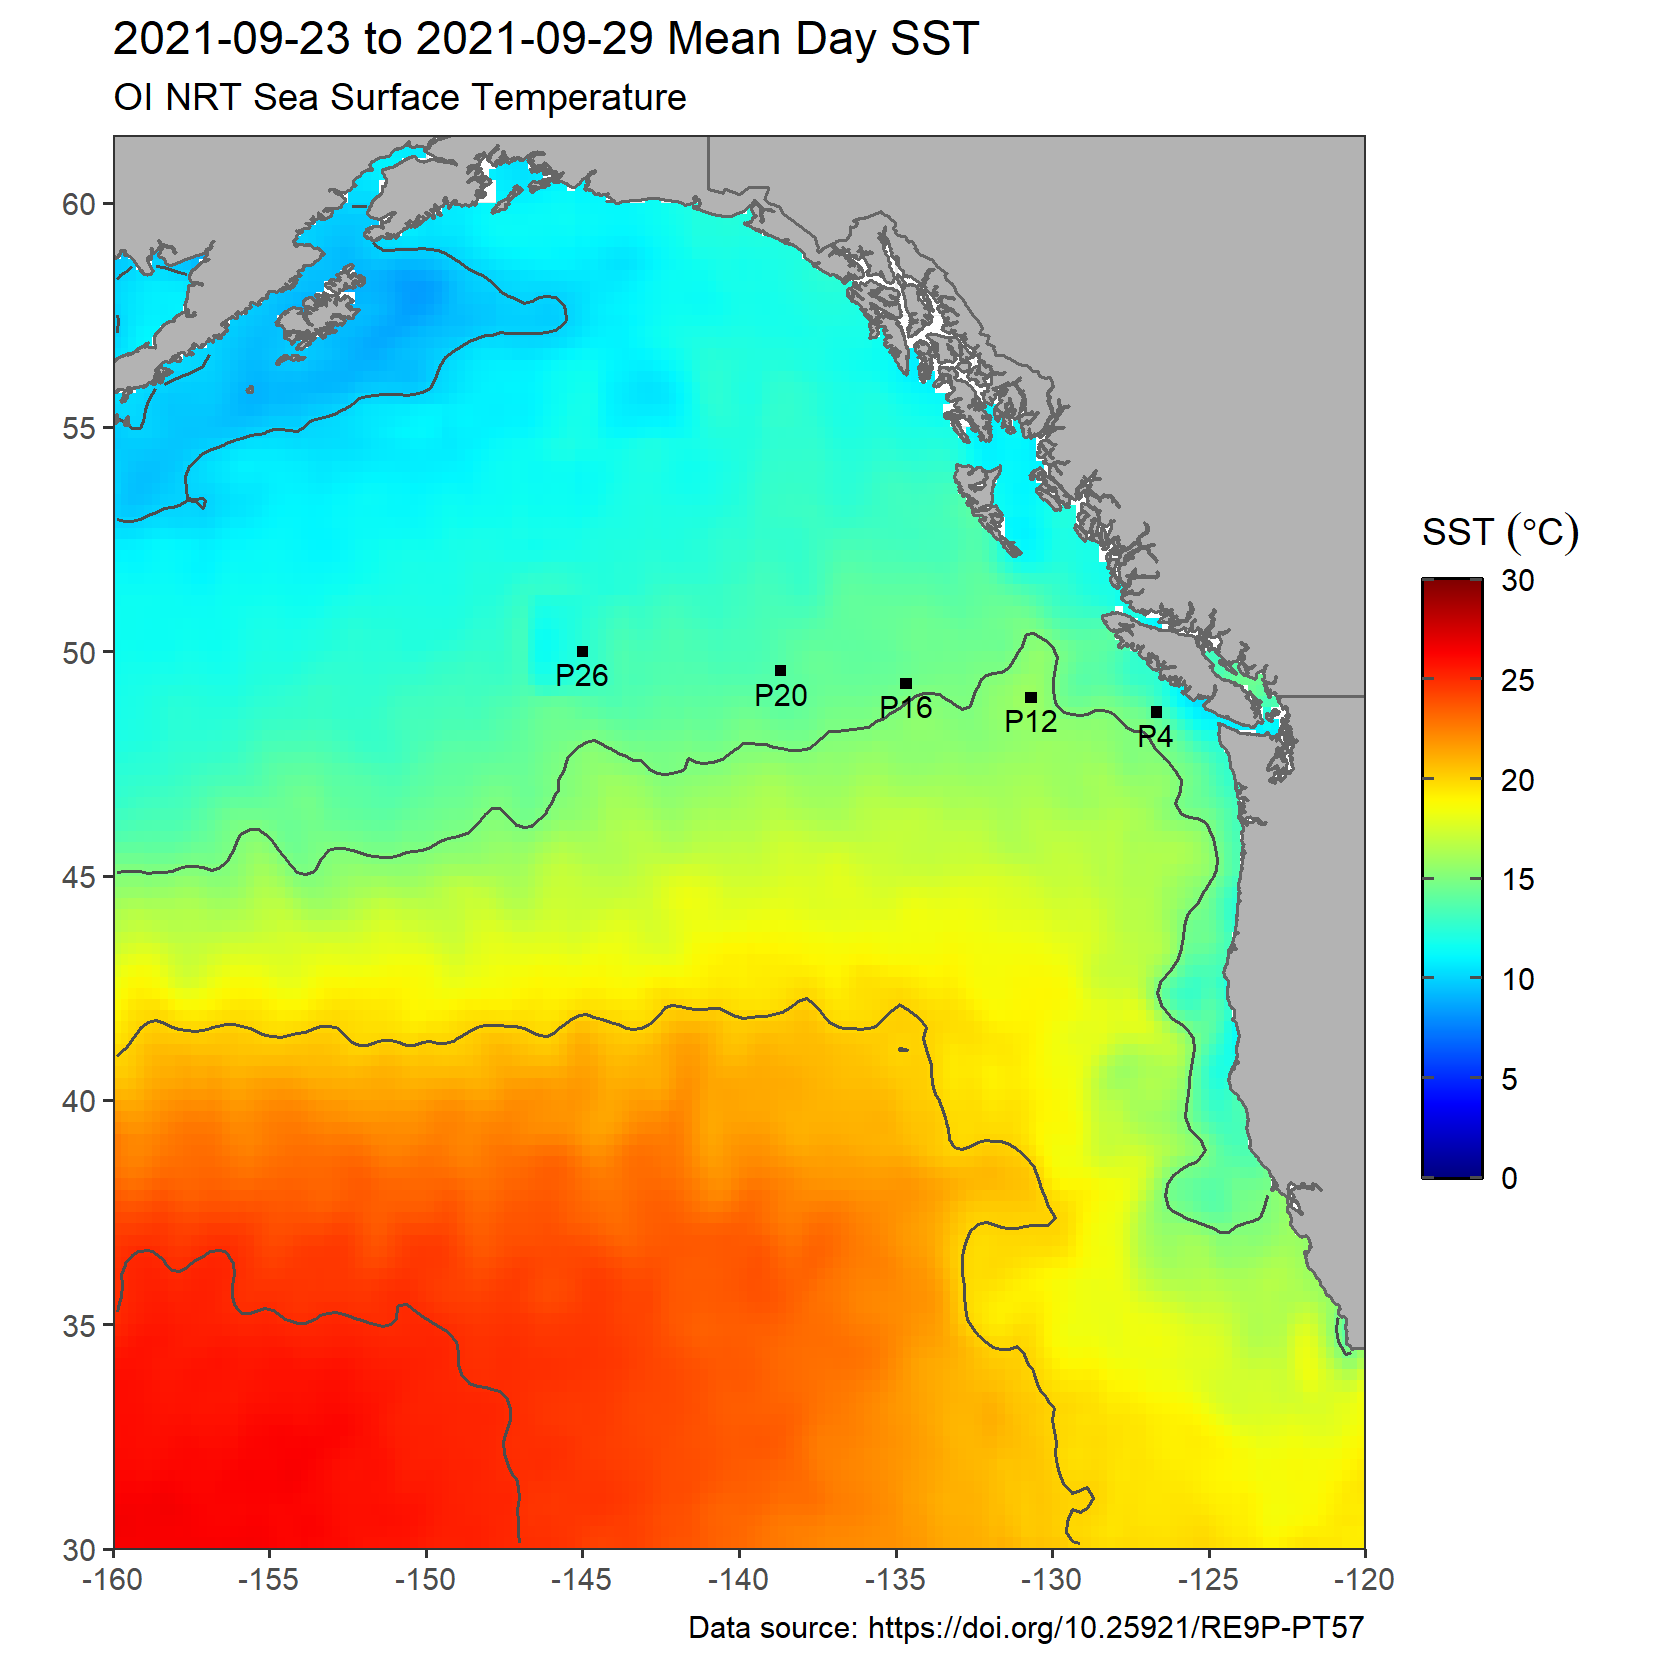 2021-09-23 to 2021-09-29 Mean Day SST
OI NRT Sea Surface Temperature
60
55
50
45
40
35
30
P26
P20
P16
P12
P4
-160
-155
-150
-145
-140
-135
-130
-125
-120
SST (°C)
30
25
20
15
10
5
0
Data source: https://doi.org/10.25921/RE9P-PT57